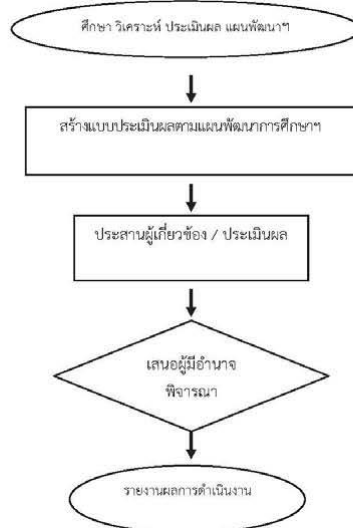 ศึกษา วิเคราะห์ ประเมินผล แผนพัฒนาฯ
สร้างแบบประเมินผลตามแผนพัฒนาการศึกษาฯ
ประสานผู้เกี่ยวข้อง / ประเมินผล
เสนอผู้มีอำนาจ
พิจารณา
รายงานผลการดำเนินงาน